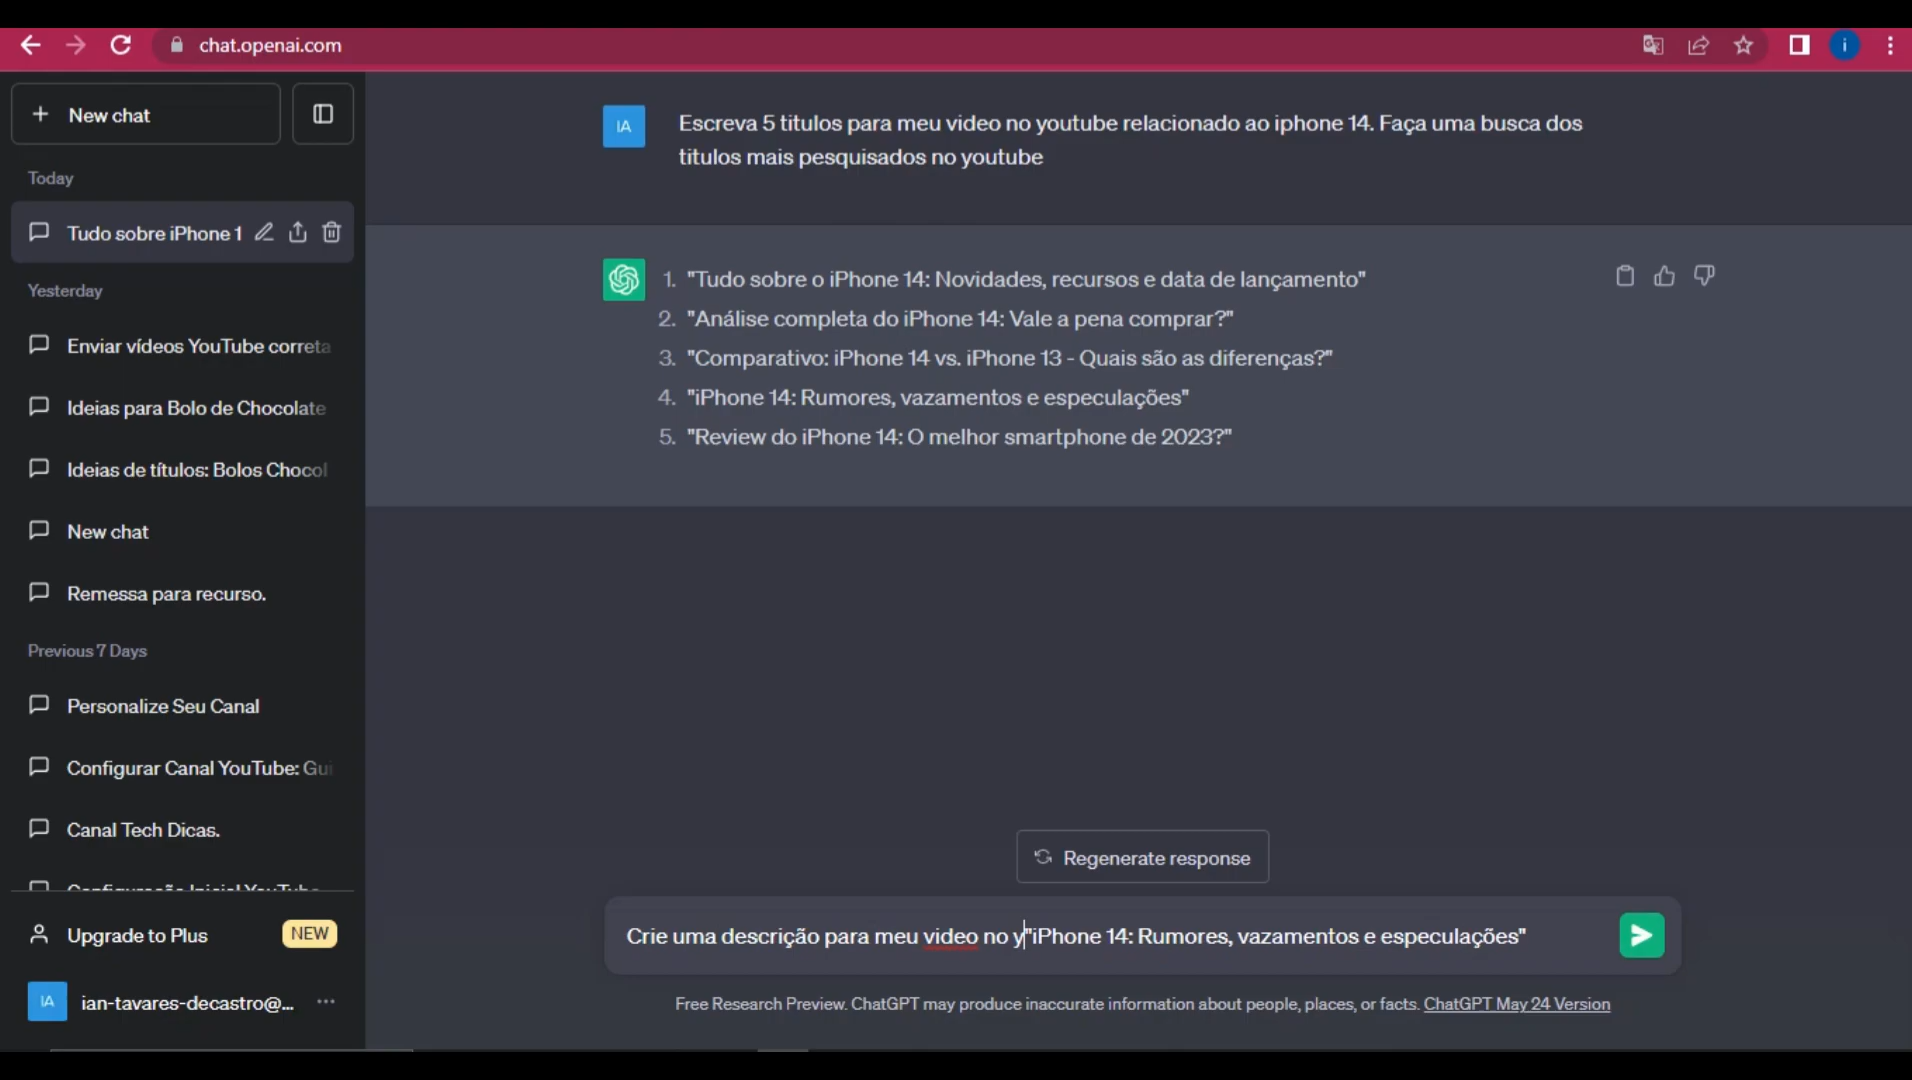 chat.openai.com
i
New chat
Today
Tudo sobre iPhone 1
Yesterday
Enviar vídeos YouTube correta
Ideias para Bolo de Chocolate
Ideias de títulos: Bolos Chocol
New chat
Remessa para recurso.
Previous 7 Days
Personalize Seu Canal
Configurar Canal YouTube: Gui
Canal Tech Dicas.
Configuração Inicial YouTube
Upgrade to Plus NEW
IA ian-tavares-decastro@... ...
IA Escreva 5 titulos para meu video no youtube relacionado ao iphone 14. Faça uma busca dos
titulos mais pesquisados no youtube
1. "Tudo sobre o iPhone 14: Novidades, recursos e data de lançamento"
2. "Análise completa do iPhone 14: Vale a pena comprar?"
3. "Comparativo: iPhone 14 vs. iPhone 13 - Quais são as diferenças?"
4. "iPhone 14: Rumores, vazamentos e especulações"
5. "Review do iPhone 14: O melhor smartphone de 2023?"
Regenerate response
Crie uma descrição para meu video no y"iPhone 14: Rumores, vazamentos e especulações"
Free Research Preview. ChatGPT may produce inaccurate information about people, places, or facts. ChatGPT May 24 Version